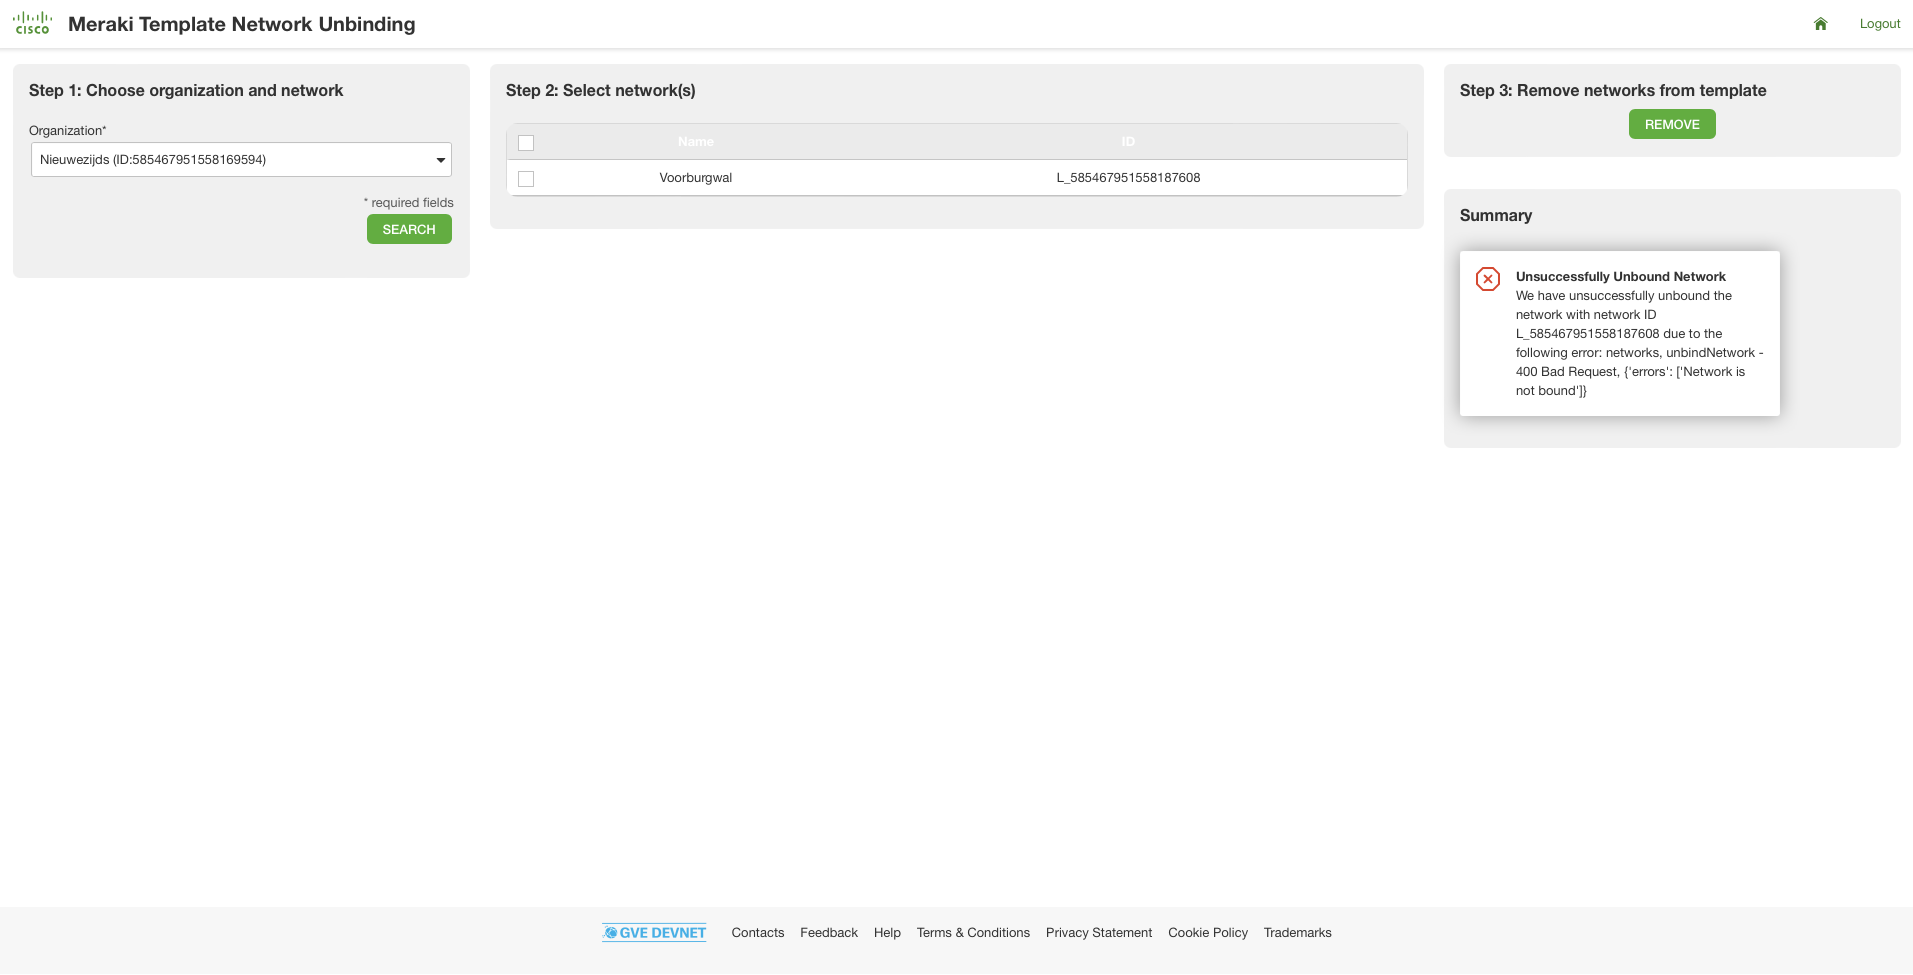 CISCO
Meraki Template Network Unbinding
Logout
Step 1: Choose organization and network
Organization*
Nieuwezijds (ID:585467951558169594)
* required fields
SEARCH
Step 2: Select network(s)
Name ID
Voorburgwal L_585467951558187608
Step 3: Remove networks from template
REMOVE
Summary
Unsuccessfully Unbound Network
We have unsuccessfully unbound the
network with network ID
L_585467951558187608 due to the
following error: networks, unbindNetwork -
400 Bad Request, {'errors': ['Network is
not bound']}
GVE DEVNET Contacts Feedback Help Terms & Conditions Privacy Statement Cookie Policy Trademarks